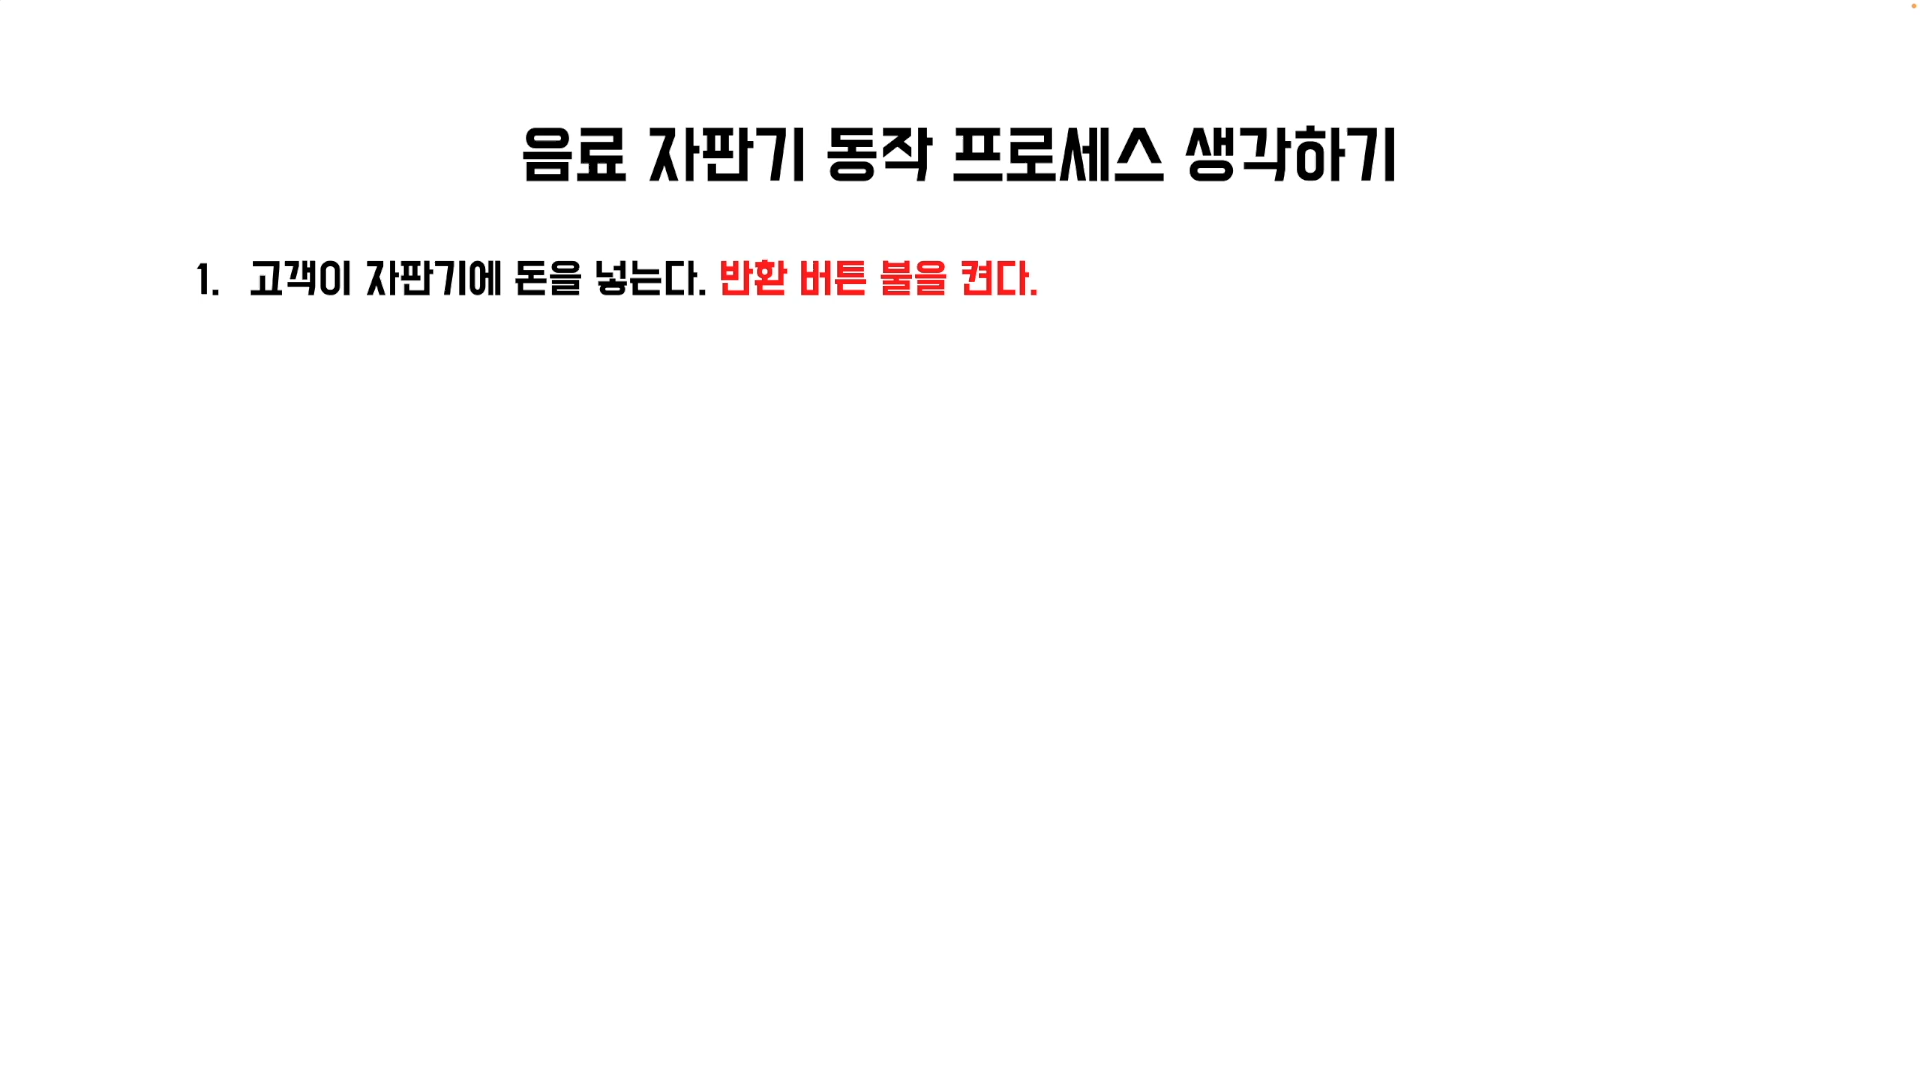 음료 자판기 동작 프로세스 생각하기
1. 고객이 자판기에 돈을 넣는다. 반환 버튼 불을 켠다.